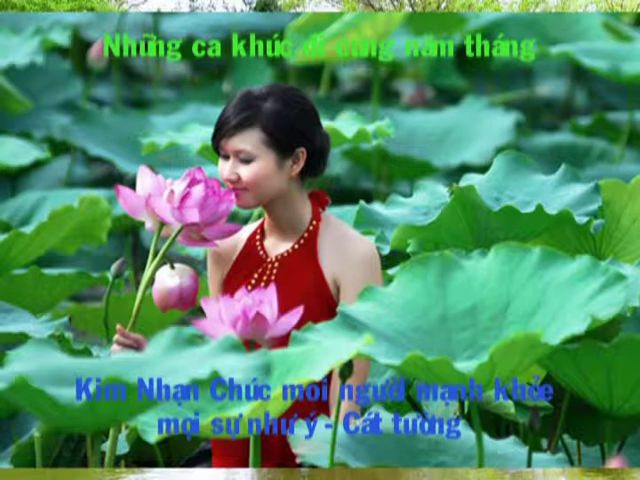 Những ca khúc đi cùng năm tháng
Kim Nhạn Chúc mọi người mạnh khỏe
mọi sự như ý - Cát tường